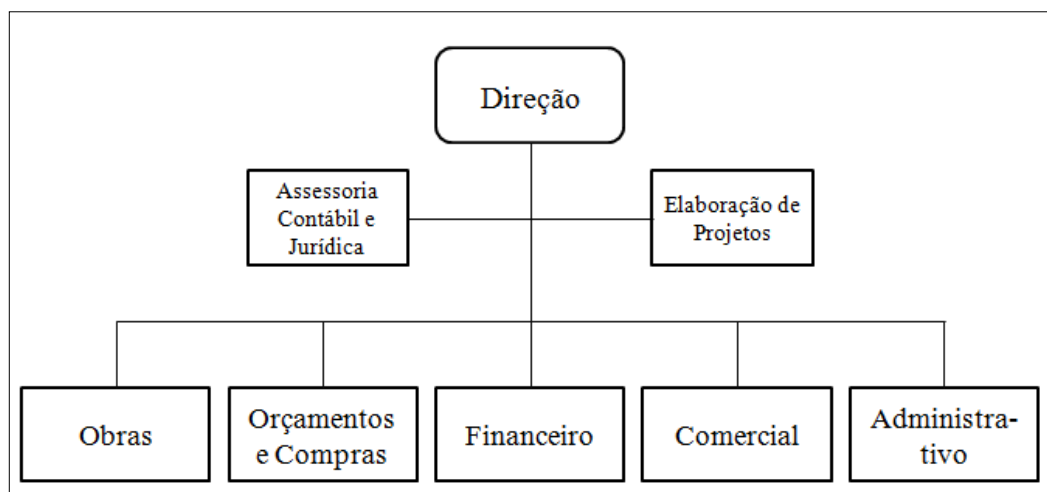 Direção
Assessoria
Contábil e
Jurídica
Elaboração de
Projetos
Obras
Orçamentos
e Compras
Financeiro
Comercial
Administra-
tivo